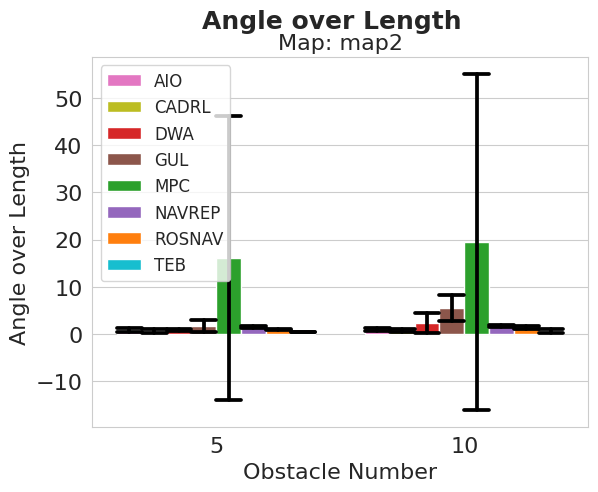 Angle over Length
Map: map2
Angle over Length
50
40
30
20
10
0
−10
AIO
CADRL
DWA
GUL
MPC
NAVREP
ROSNAV
TEB
5
10
Obstacle Number